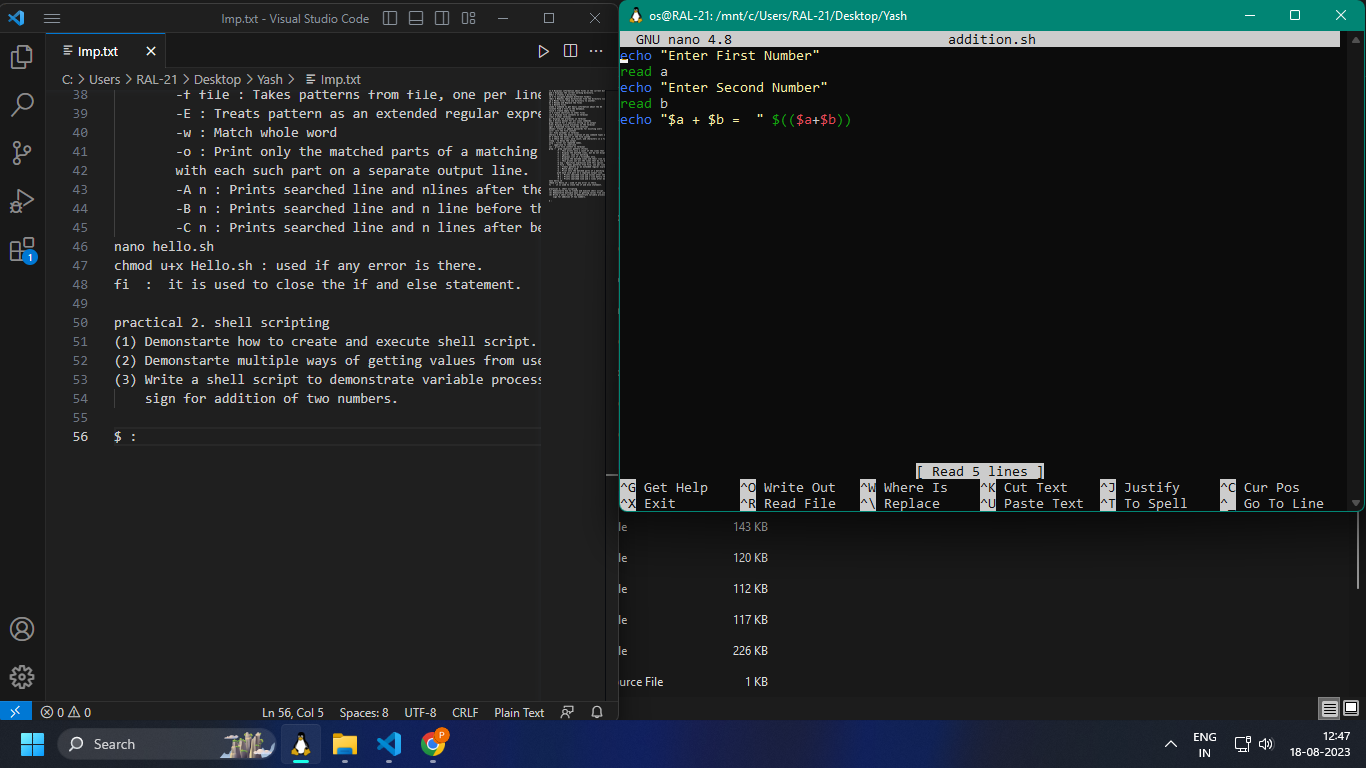 Imp.txt - Visual Studio Code
Imp.txt
C: > Users > RAL-21 > Desktop > Yash > Imp.txt
38 -f file : Takes patterns from file, one per line
39 -E : Treats pattern as an extended regular expre
40 -w : Match whole word
41 -o : Print only the matched parts of a matching
42 with each such part on a separate output line.
43 -A n : Prints searched line and nlines after the
44 -B n : Prints searched line and n line before th
45 -C n : Prints searched line and n lines after be
46 nano hello.sh
47 chmod u+x Hello.sh : used if any error is there.
48 fi  :  it is used to close the if and else statement.
49
50 practical 2. shell scripting
51 (1) Demonstarte how to create and execute shell script.
52 (2) Demonstarte multiple ways of getting values from use
53 (3) Write a shell script to demonstrate variable process
54 sign for addition of two numbers.
55
56 $ :
1
0 0 Ln 56, Col 5 Spaces: 8 UTF-8 CRLF Plain Text
os@RAL-21: /mnt/c/Users/RAL-21/Desktop/Yash
GNU nano 4.8 addition.sh
echo "Enter First Number"
read a
echo "Enter Second Number"
read b
echo "$a + $b =  " $(($a+$b))
[ Read 5 lines ]
^G Get Help ^O Write Out ^W Where Is ^K Cut Text ^J Justify ^C Cur Pos
^X Exit ^R Read File ^\ Replace ^U Paste Text ^T To Spell ^_ Go To Line
le 143 KB
le 120 KB
le 112 KB
le 117 KB
le 226 KB
urce File 1 KB
Search
P
ENG
IN
12:47
18-08-2023